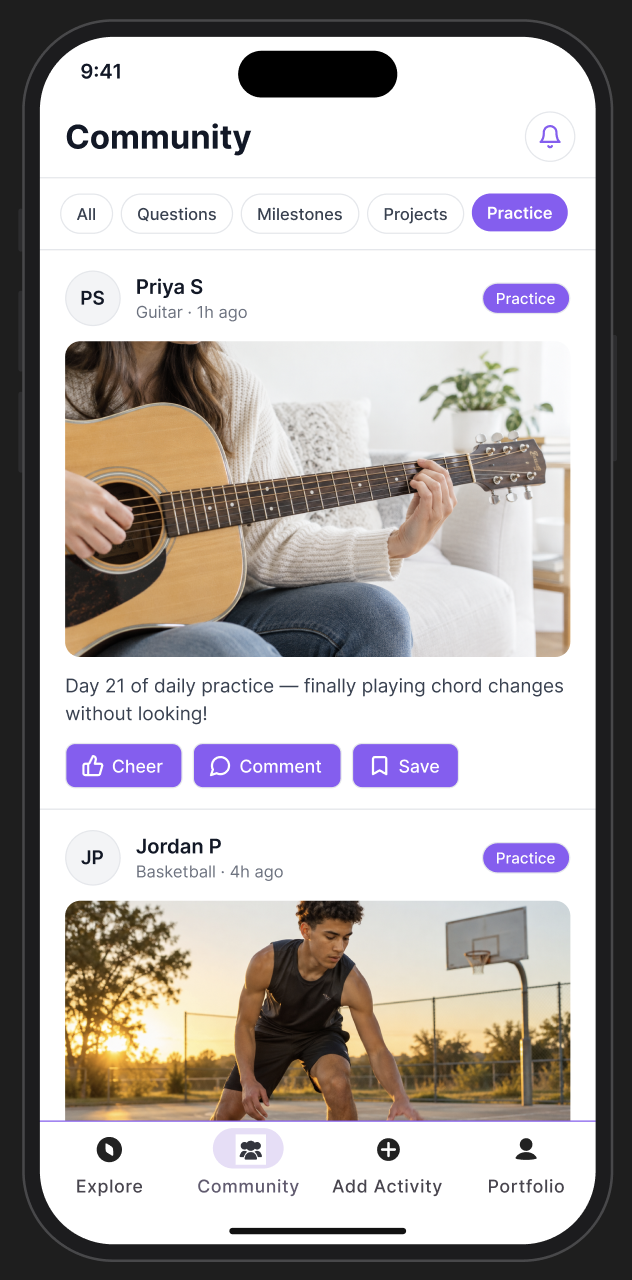 9:41
Community
All Questions Milestones Projects Practice
PS Priya S Practice
Guitar · 1h ago
Day 21 of daily practice — finally playing chord changes
without looking!
Cheer Comment Save
JP Jordan P Practice
Basketball · 4h ago
Explore Community Add Activity Portfolio